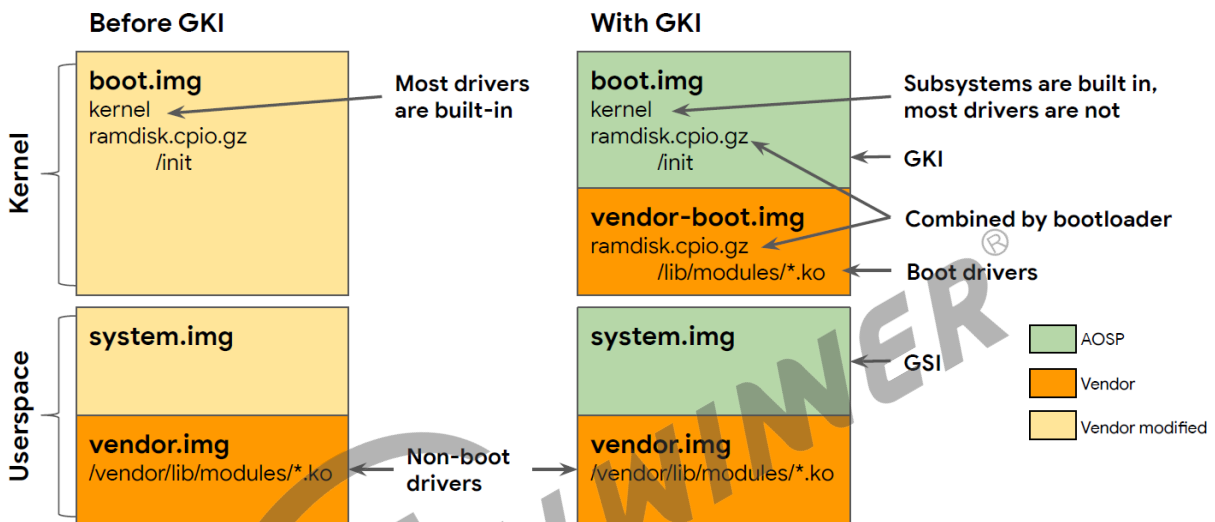 Before GKI
With GKI
Kernel
boot.img
kernel
ramdisk.cpio.gz
/init
Most drivers
are built-in
boot.img
kernel
ramdisk.cpio.gz
/init
Subsystems are built in,
most drivers are not
GKI
vendor-boot.img
ramdisk.cpio.gz
/lib/modules/*.ko
Combined by bootloader
Boot drivers
Userspace
system.img
vendor.img
/vendor/lib/modules/*.ko
Non-boot
drivers
system.img
GSI
vendor.img
/vendor/lib/modules/*.ko
AOSP
Vendor
Vendor modified
WINNER®